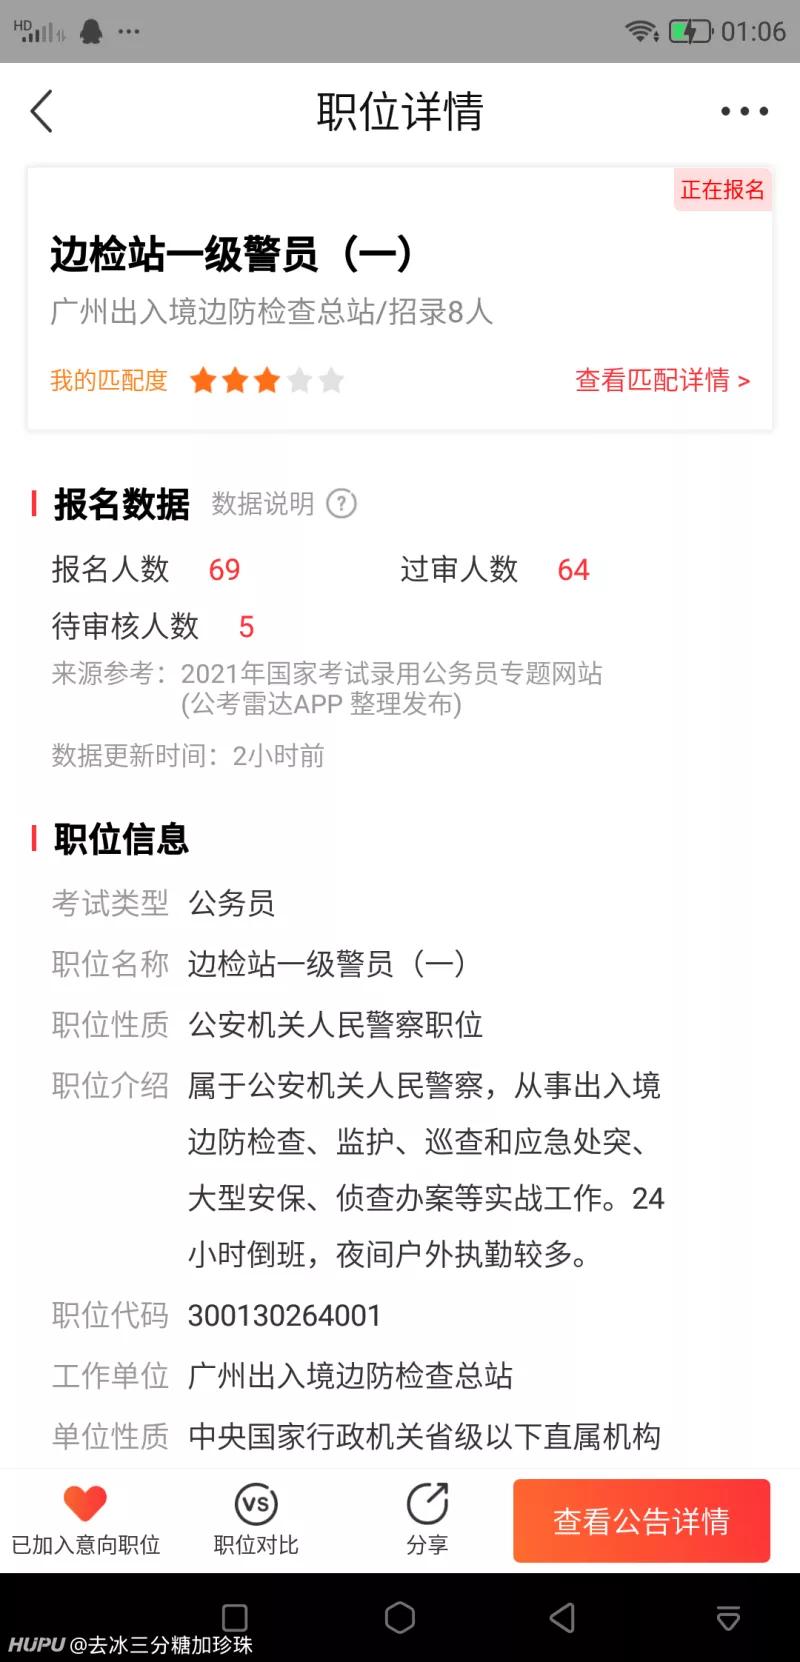 HD
01:06
职位详情
正在报名
边检站一级警员（一）
广州出入境边防检查总站/招录8人
我的匹配度
查看匹配详情 >
报名数据 数据说明 ?
报名人数 69 过审人数 64
待审核人数 5
来源参考：2021年国家考试录用公务员专题网站
(公考雷达APP 整理发布)
数据更新时间：2小时前
职位信息
考试类型 公务员
职位名称 边检站一级警员（一）
职位性质 公安机关人民警察职位
职位介绍 属于公安机关人民警察，从事出入境
边防检查、监护、巡查和应急处突、
大型安保、侦查办案等实战工作。24
小时倒班，夜间户外执勤较多。
职位代码 300130264001
工作单位 广州出入境边防检查总站
单位性质 中央国家行政机关省级以下直属机构
VS
已加入意向职位 职位对比 分享 查看公告详情
HUPU @去冰三分糖加珍珠